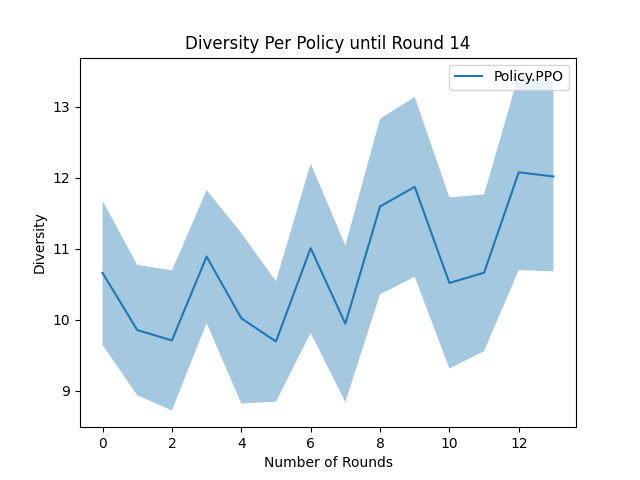 Diversity Per Policy until Round 14
Policy.PPO
13
12
11
10
9
Diversity
0 2 4 6 8 10 12
Number of Rounds